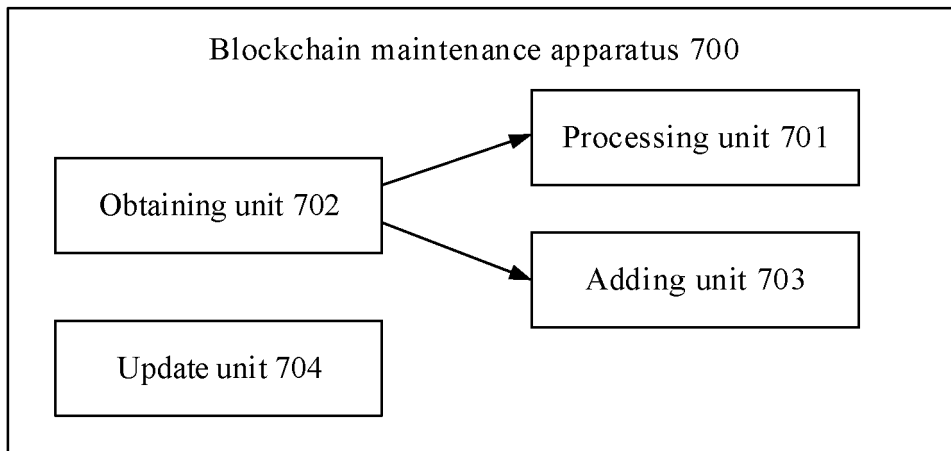 Blockchain maintenance apparatus 700
Processing unit 701
Obtaining unit 702
Adding unit 703
Update unit 704